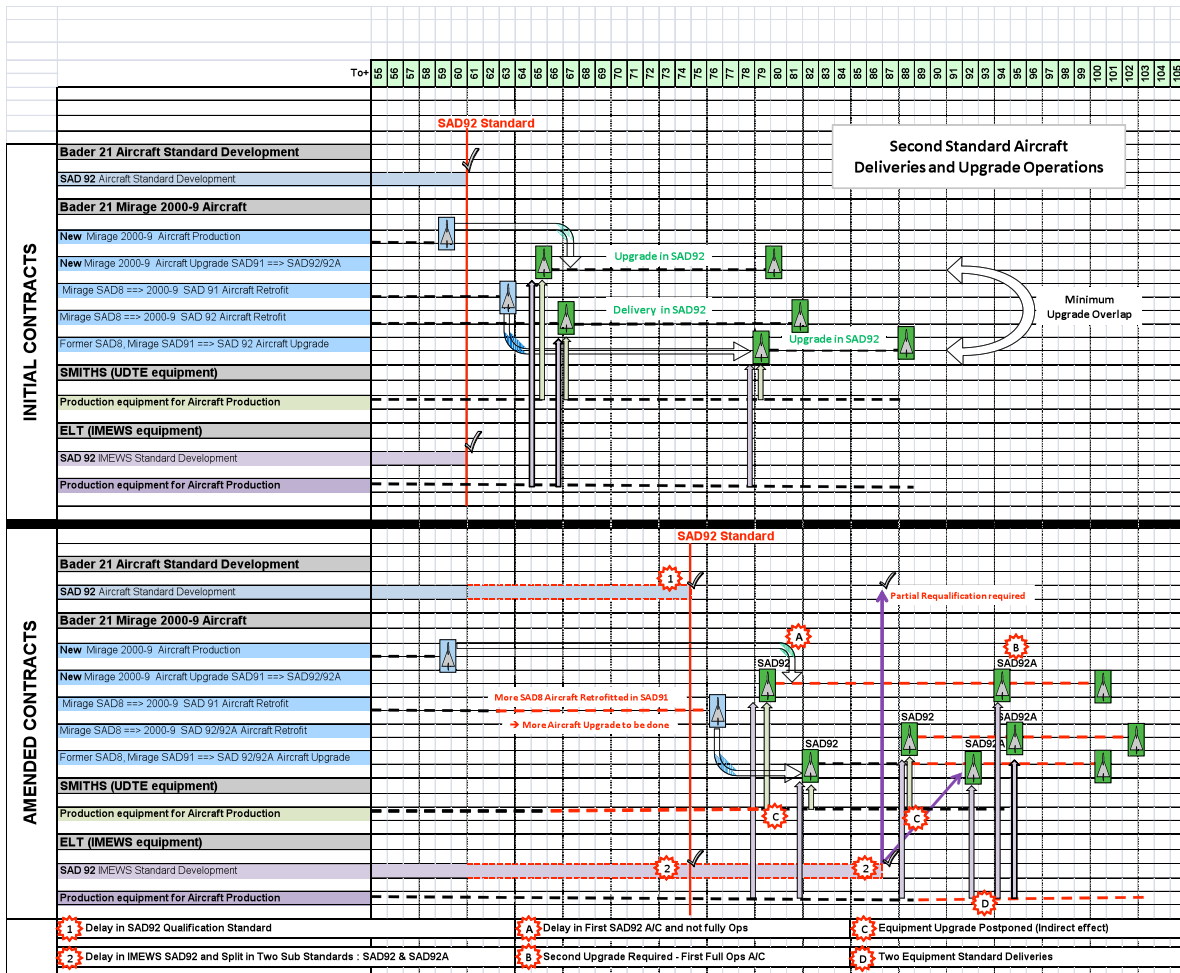 To+ 55 56 57 58 59 60 61 62 63 64 65 66 67 68 69 70 71 72 73 74 75 76 77 78 79 80 81 82 83 84 85 86 87 88 89 90 91 92 93 94 95 96 97 98 99 100 101 102 103 104 105
SAD92 Standard
Second Standard Aircraft
Deliveries and Upgrade Operations
INITIAL CONTRACTS
Bader 21 Aircraft Standard Development
SAD 92 Aircraft Standard Development
Bader 21 Mirage 2000-9 Aircraft
New Mirage 2000-9 Aircraft Production
New Mirage 2000-9 Aircraft Upgrade SAD91 ==> SAD92/92A
Upgrade in SAD92
Mirage SAD8 ==> 2000-9 SAD 91 Aircraft Retrofit
Minimum
Upgrade Overlap
Mirage SAD8 ==> 2000-9 SAD 92 Aircraft Retrofit
Delivery in SAD92
Former SAD8, Mirage SAD91 ==> SAD 92 Aircraft Upgrade
Upgrade in SAD92
SMITHS (UDTE equipment)
Production equipment for Aircraft Production
ELT (IMEWS equipment)
SAD 92 IMEWS Standard Development
Production equipment for Aircraft Production
SAD92 Standard
AMENDED CONTRACTS
Bader 21 Aircraft Standard Development
1
SAD 92 Aircraft Standard Development
Partial Requalification required
Bader 21 Mirage 2000-9 Aircraft
A
B
New Mirage 2000-9 Aircraft Production
SAD92
SAD92A
New Mirage 2000-9 Aircraft Upgrade SAD91 ==> SAD92/92A
More SAD8 Aircraft Retrofitted in SAD91
Mirage SAD8 ==> 2000-9 SAD 91 Aircraft Retrofit
➔ More Aircraft Upgrade to be done
SAD92
SAD92A
Mirage SAD8 ==> 2000-9 SAD 92/92A Aircraft Retrofit
SAD92
SAD92A
Former SAD8, Mirage SAD91 ==> SAD 92/92A Aircraft Upgrade
SMITHS (UDTE equipment)
Production equipment for Aircraft Production
C
C
ELT (IMEWS equipment)
SAD 92 IMEWS Standard Development
2
2
Production equipment for Aircraft Production
D
1 Delay in SAD92 Qualification Standard
A Delay in First SAD92 A/C and not fully Ops
C Equipment Upgrade Postponed (Indirect effect)
2 Delay in IMEWS SAD92 and Split in Two Sub Standards : SAD92 & SAD92A
B Second Upgrade Required - First Full Ops A/C
D Two Equipment Standard Deliveries